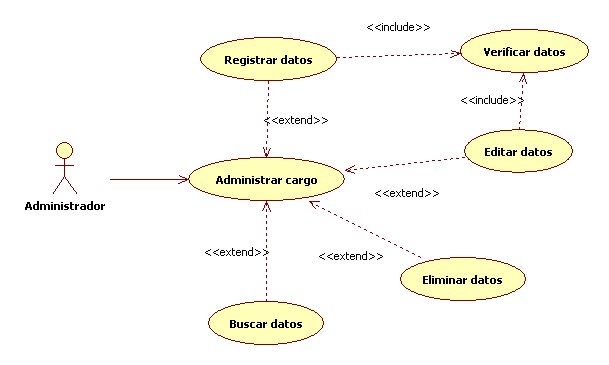 <<include>>
Registrar datos
Verificar datos
<<include>>
<<extend>>
Editar datos
Administrar cargo
<<extend>>
Administrador
<<extend>>
<<extend>>
Eliminar datos
Buscar datos